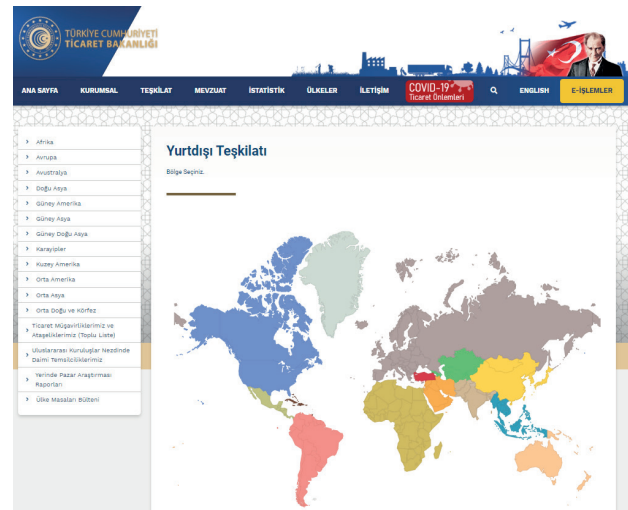 TÜRKİYE CUMHURİYETİ
TİCARET BAKANLIĞI
ANA SAYFA KURUMSAL TEŞKİLAT MEVZUAT İSTATİSTİK ÜLKELER İLETİŞİM COVID-19 Ticaret Önlemleri ENGLISH E-İŞLEMLER
Afrika
Avrupa
Avustralya
Doğu Asya
Güney Amerika
Güney Asya
Güney Doğu Asya
Karayipler
Kuzey Amerika
Orta Amerika
Orta Asya
Orta Doğu ve Körfez
Ticaret Müşavirliklerimiz ve
Ataşeliklerimiz (Toplu Liste)
Uluslararası Kuruluşlar Nezdinde
Daimi Temsilciliklerimiz
Yerinde Pazar Araştırması
Raporları
Ülke Masaları Bülteni
Yurtdışı Teşkilatı
Bölge Seçiniz.